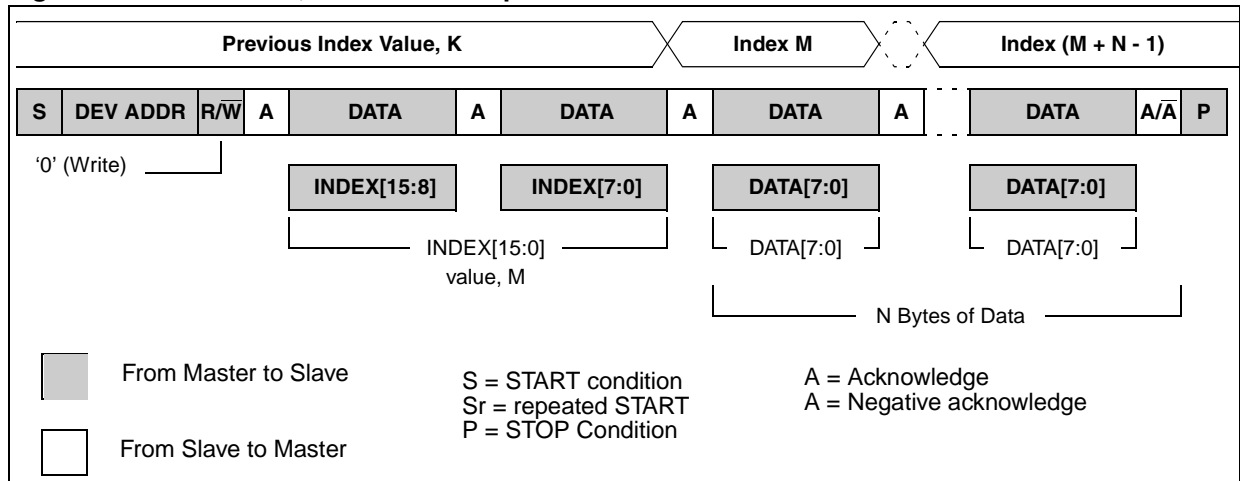 Previous Index Value, K Index M Index (M + N - 1)
S DEV ADDR R/W̅ A DATA A DATA A DATA A DATA A/A̅ P
‘0’ (Write)
INDEX[15:8] INDEX[7:0] DATA[7:0] DATA[7:0]
INDEX[15:0] DATA[7:0] DATA[7:0]
value, M
N Bytes of Data
From Master to Slave
From Slave to Master
S = START condition
Sr = repeated START
P = STOP Condition
A = Acknowledge
A = Negative acknowledge